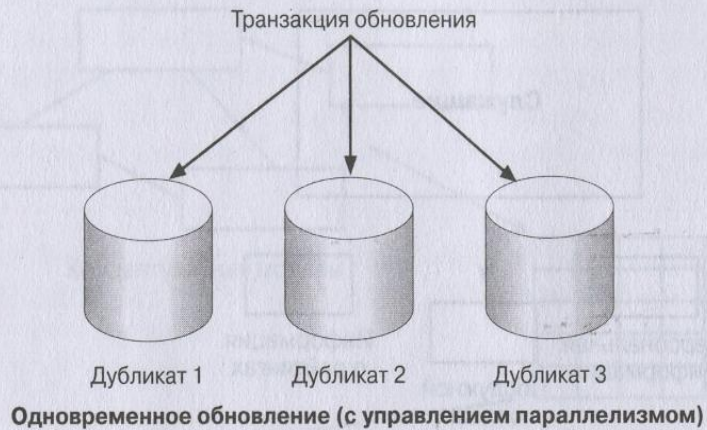 Транзакция обновления
Дубликат 1 Дубликат 2 Дубликат 3
Одновременное обновление (с управлением параллелизмом)